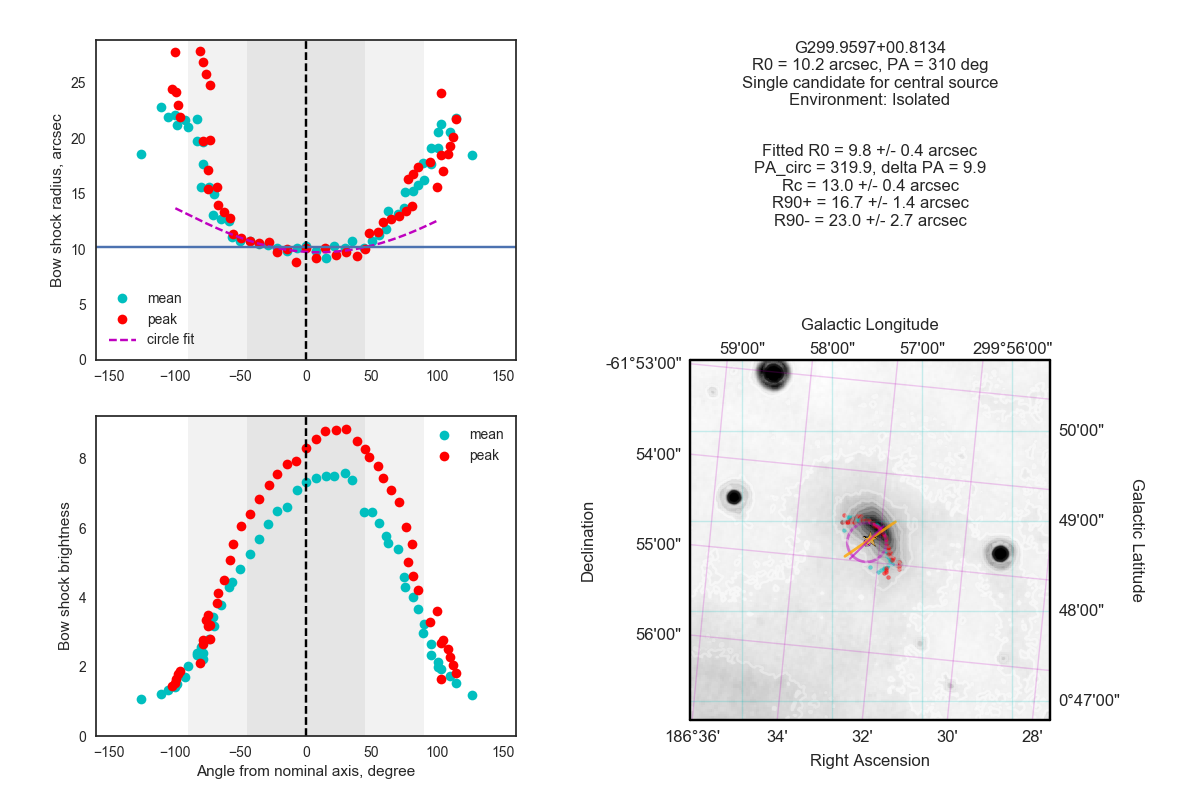 G299.9597+00.8134
R0 = 10.2 arcsec, PA = 310 deg
Single candidate for central source
Environment: Isolated
Fitted R0 = 9.8 +/- 0.4 arcsec
PA_circ = 319.9, delta PA = 9.9
Rc = 13.0 +/- 0.4 arcsec
R90+ = 16.7 +/- 1.4 arcsec
R90- = 23.0 +/- 2.7 arcsec
Bow shock radius, arcsec
25
20
15
10
5
0
mean
peak
circle fit
−150 −100 −50 0 50 100 150
Bow shock brightness
8
6
4
2
0
mean
peak
−150 −100 −50 0 50 100 150
Angle from nominal axis, degree
Galactic Longitude
59'00" 58'00" 57'00" 299°56'00"
-61°53'00"
54'00"
55'00"
56'00"
Declination
50'00"
49'00"
48'00"
0°47'00"
Galactic Latitude
186°36' 34' 32' 30' 28'
Right Ascension